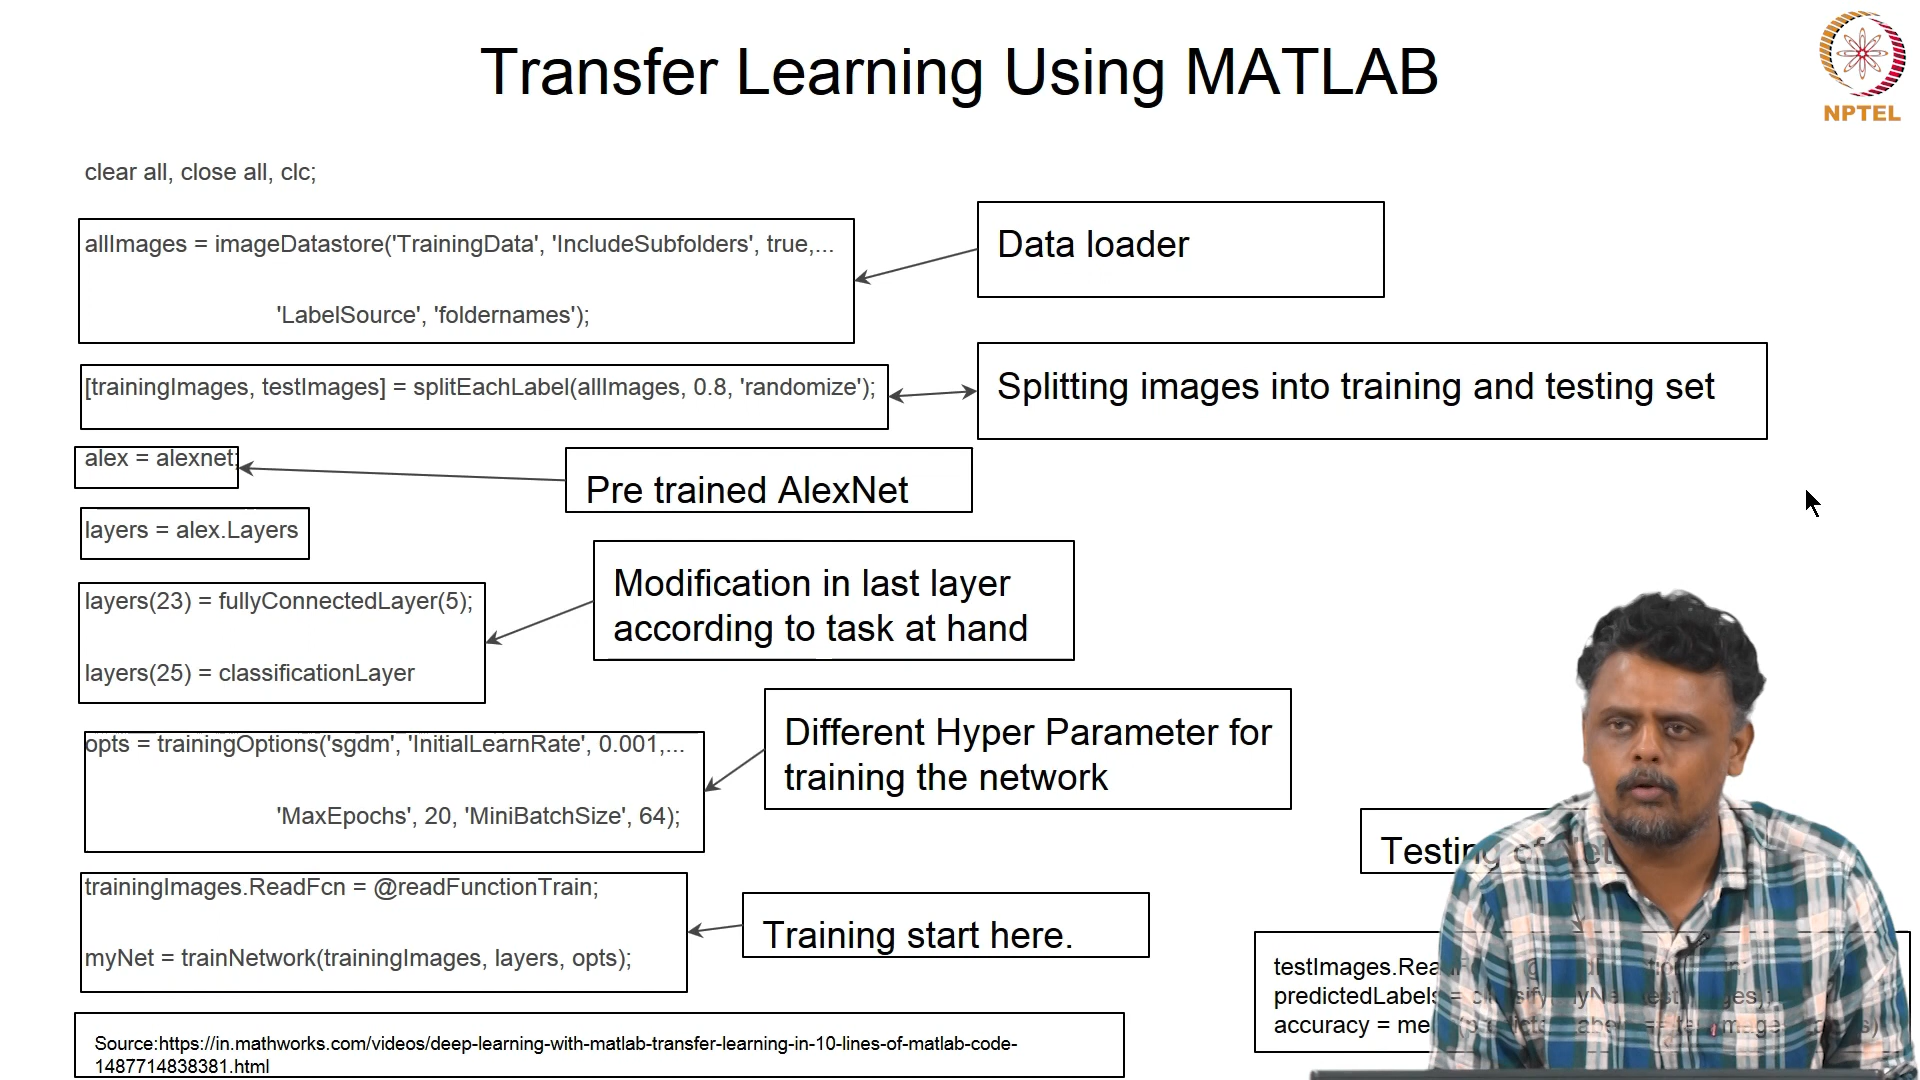 Transfer Learning Using MATLAB
NPTEL
clear all, close all, clc;
allImages = imageDatastore('TrainingData', 'IncludeSubfolders', true,...
'LabelSource', 'foldernames');
Data loader
[trainingImages, testImages] = splitEachLabel(allImages, 0.8, 'randomize');
Splitting images into training and testing set
alex = alexnet;
Pre trained AlexNet
layers = alex.Layers
layers(23) = fullyConnectedLayer(5);
layers(25) = classificationLayer
Modification in last layer
according to task at hand
opts = trainingOptions('sgdm', 'InitialLearnRate', 0.001,...
'MaxEpochs', 20, 'MiniBatchSize', 64);
Different Hyper Parameter for
training the network
trainingImages.ReadFcn = @readFunctionTrain;
myNet = trainNetwork(trainingImages, layers, opts);
Training start here.
Testing of
predictedLabels =
accuracy =
Source:https://in.mathworks.com/videos/deep-learning-with-matlab-transfer-learning-in-10-lines-of-matlab-code-
1487714838381.html